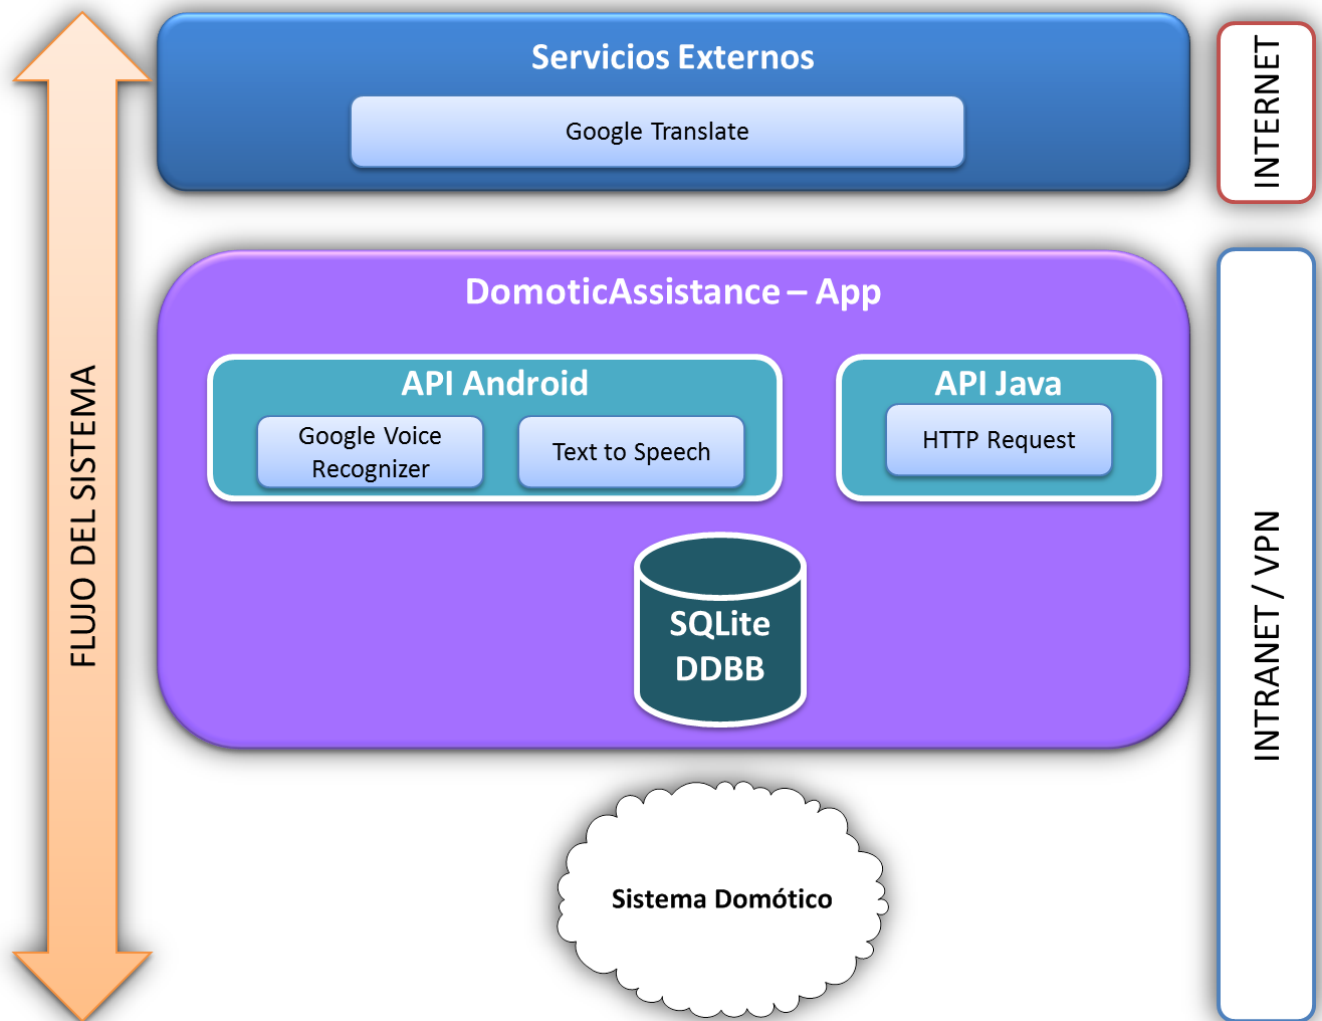 Servicios Externos
Google Translate
INTERNET
FLUJO DEL SISTEMA
DomoticAssistance – App
API Android
Google Voice
Recognizer
Text to Speech
API Java
HTTP Request
SQLite
DDBB
INTRANET / VPN
Sistema Domótico